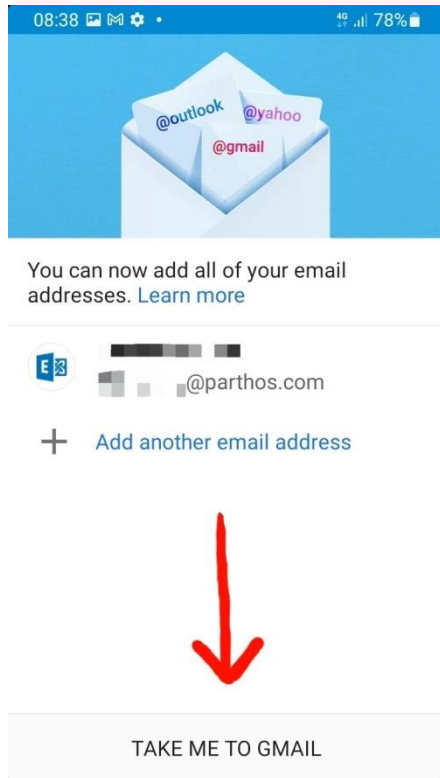 08:38 4G 78%
@outlook @yahoo
@gmail
You can now add all of your email
addresses. Learn more
E
@parthos.com
Add another email address
TAKE ME TO GMAIL